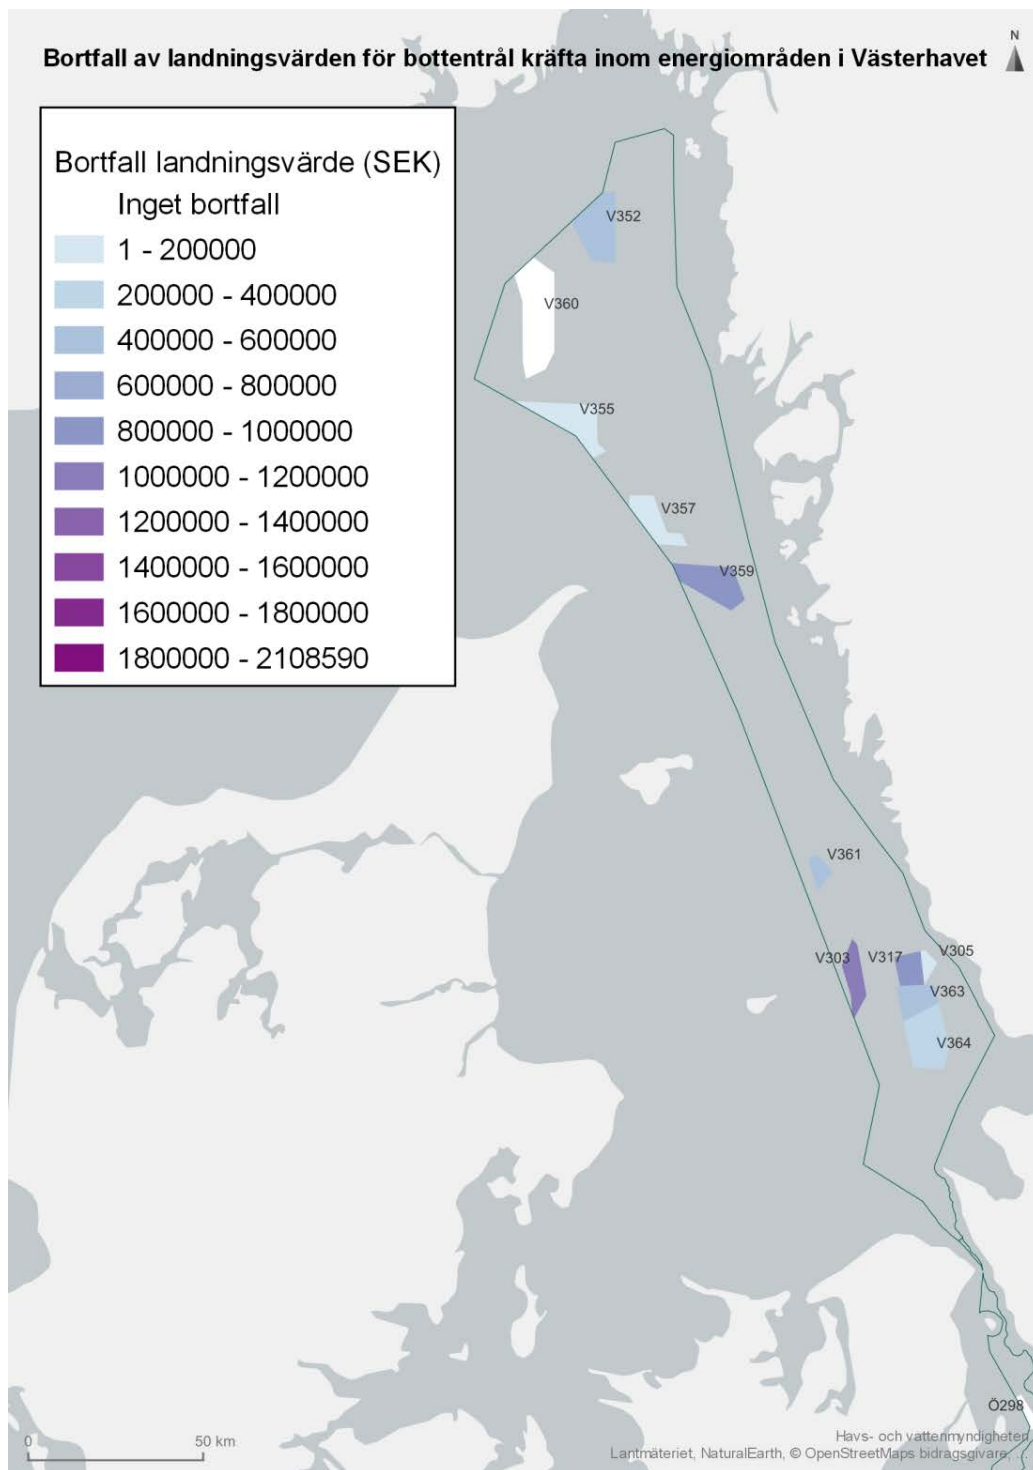 Bortfall av landningsvärden för bottentrål kräfta inom energiområden i Västerhavet
N
Bortfall landningsvärde (SEK)
Inget bortfall
1 - 200000
200000 - 400000
400000 - 600000
600000 - 800000
800000 - 1000000
1000000 - 1200000
1200000 - 1400000
1400000 - 1600000
1600000 - 1800000
1800000 - 2108590
V352
V360
V355
V357
V359
V361
V303
V317
V305
V363
V364
Ö298
0 50 km
Havs- och vattenmyndigheten
Lantmäteriet, NaturalEarth, © OpenStreetMaps bidragsgivare, ...